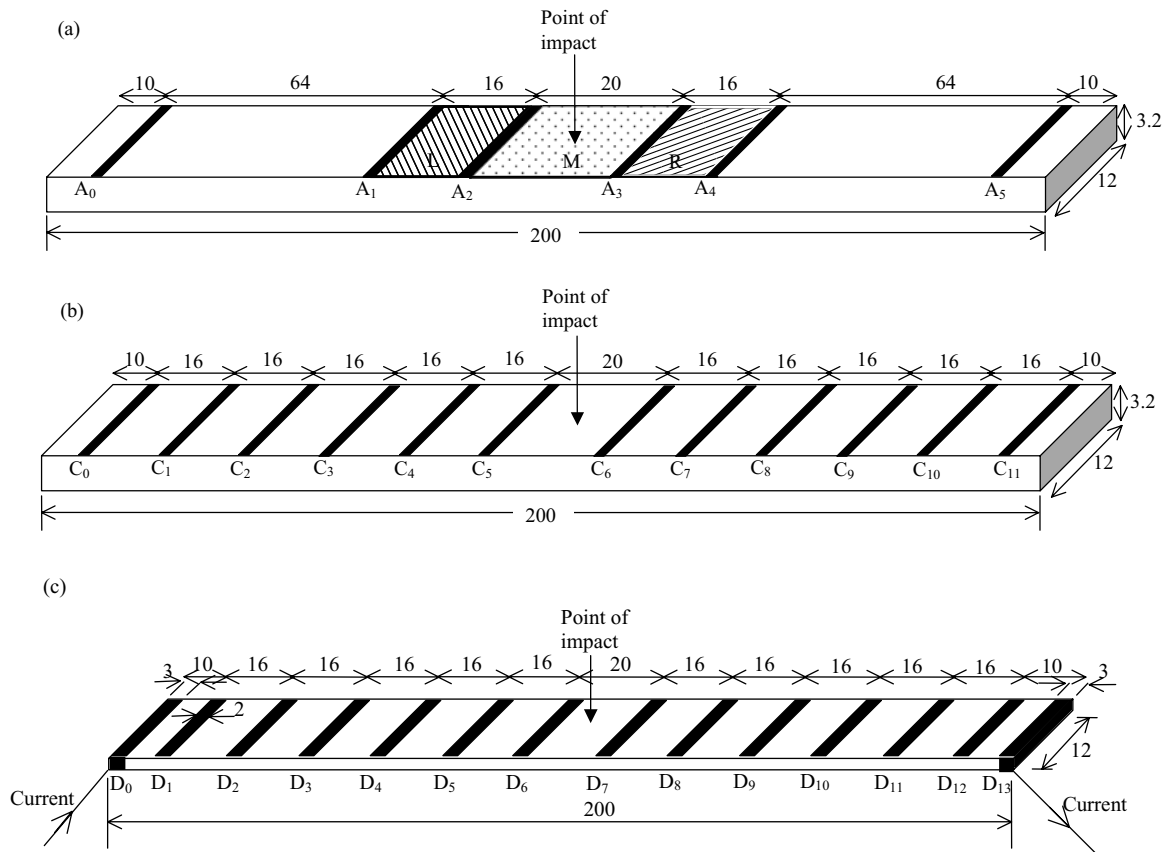 (a)
Point of
impact
10 64 16 20 16 64 10
3.2
L M R
12
A0 A1 A2 A3 A4 A5
200
(b)
Point of
impact
10 16 16 16 16 16 20 16 16 16 16 16 10
3.2
C0 C1 C2 C3 C4 C5 C6 C7 C8 C9 C10 C11
12
200
(c)
Point of
impact
3 10 16 16 16 16 16 20 16 16 16 16 16 10 3
2
12
D0 D1 D2 D3 D4 D5 D6 D7 D8 D9 D10 D11 D12 D13
Current
200
Current